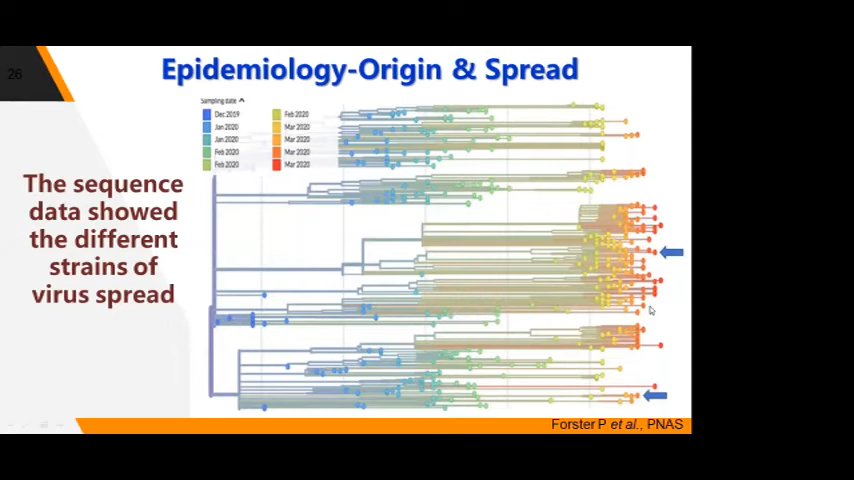 26
Epidemiology-Origin & Spread
Sampling date
Dec 2019
Jan 2020
Jan 2020
Feb 2020
Feb 2020
Feb 2020
Mar 2020
Mar 2020
Mar 2020
Mar 2020
The sequence
data showed
the different
strains of
virus spread
Forster P et al., PNAS